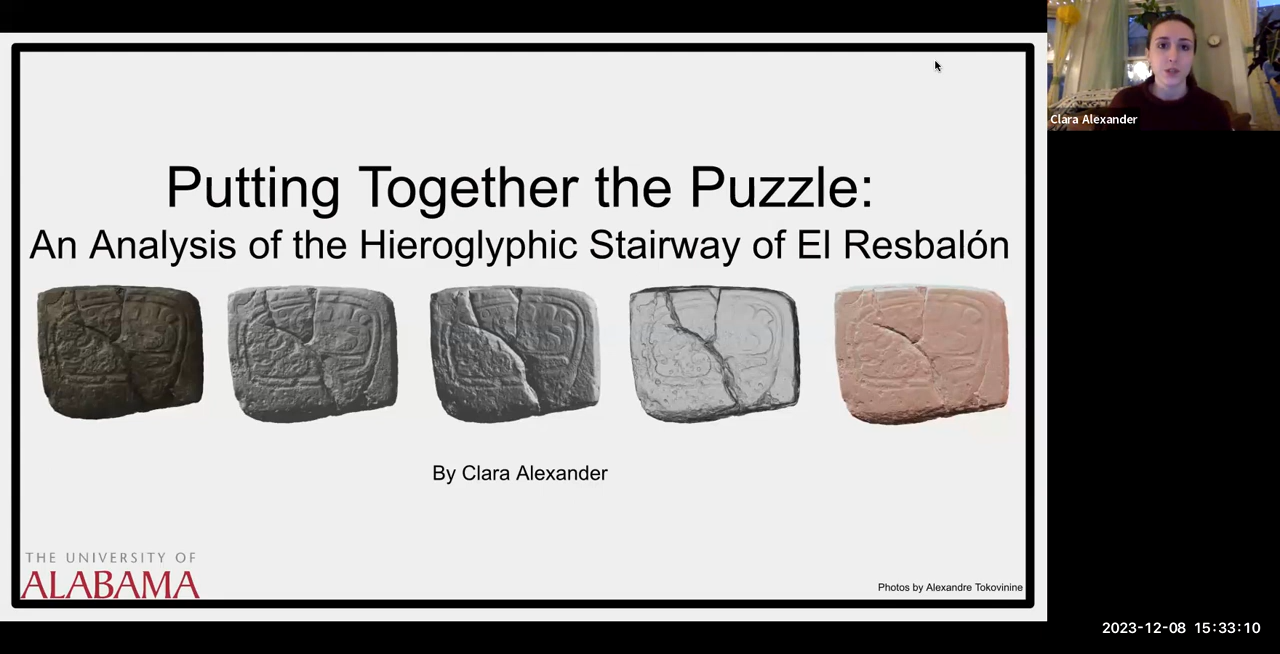 Putting Together the Puzzle:
An Analysis of the Hieroglyphic Stairway of El Resbalón
By Clara Alexander
THE UNIVERSITY OF
ALABAMA
Photos by Alexandre Tokovinine
Clara Alexander
2023-12-08 15:33:10